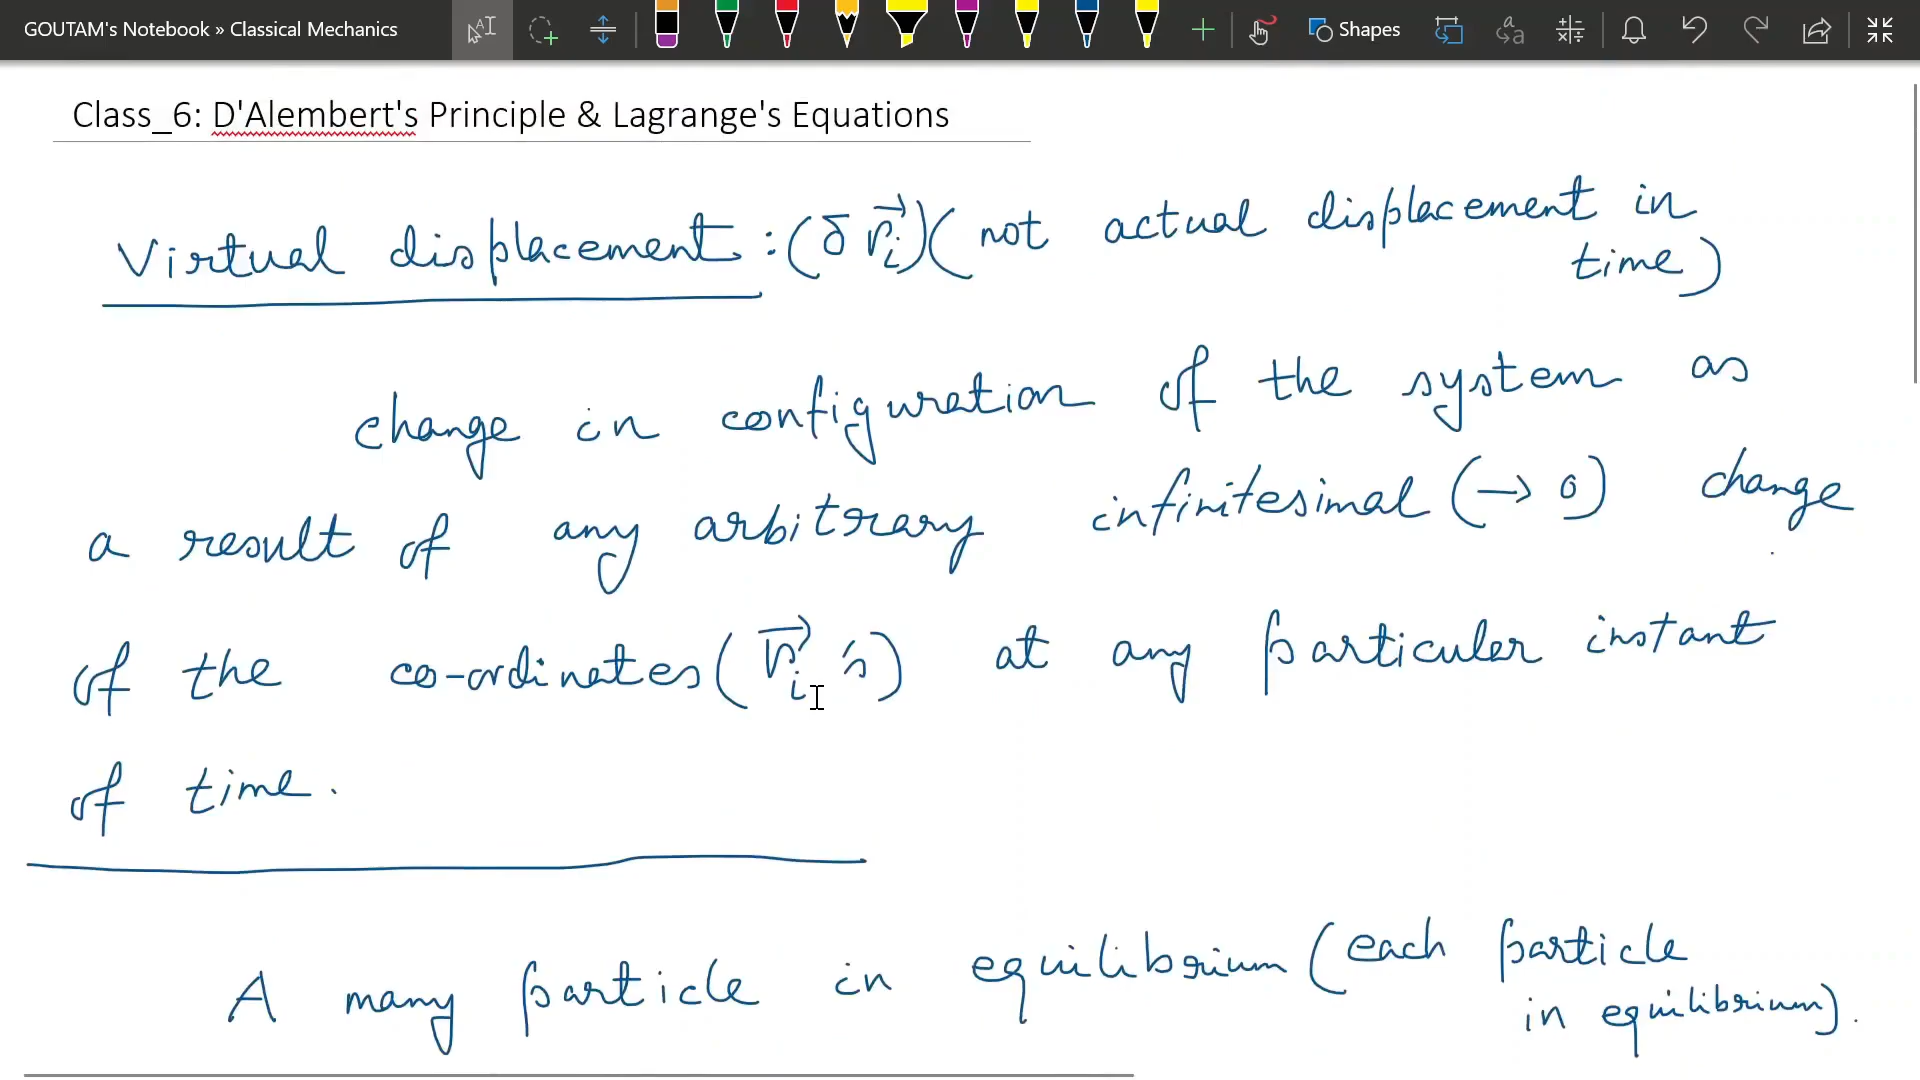 GOUTAM's Notebook » Classical Mechanics
Shapes
Class_6: D'Alembert's Principle & Lagrange's Equations
Virtual displacement : (δr⃗ᵢ) (not actual displacement in
time)
change in configuration of the system as
a result of any arbitrary infinitesimal (→ 0) change
of the co-ordinates (r⃗ᵢ 's) at any particular instant
of time.
A many particle in equilibrium (each particle
in equilibrium).